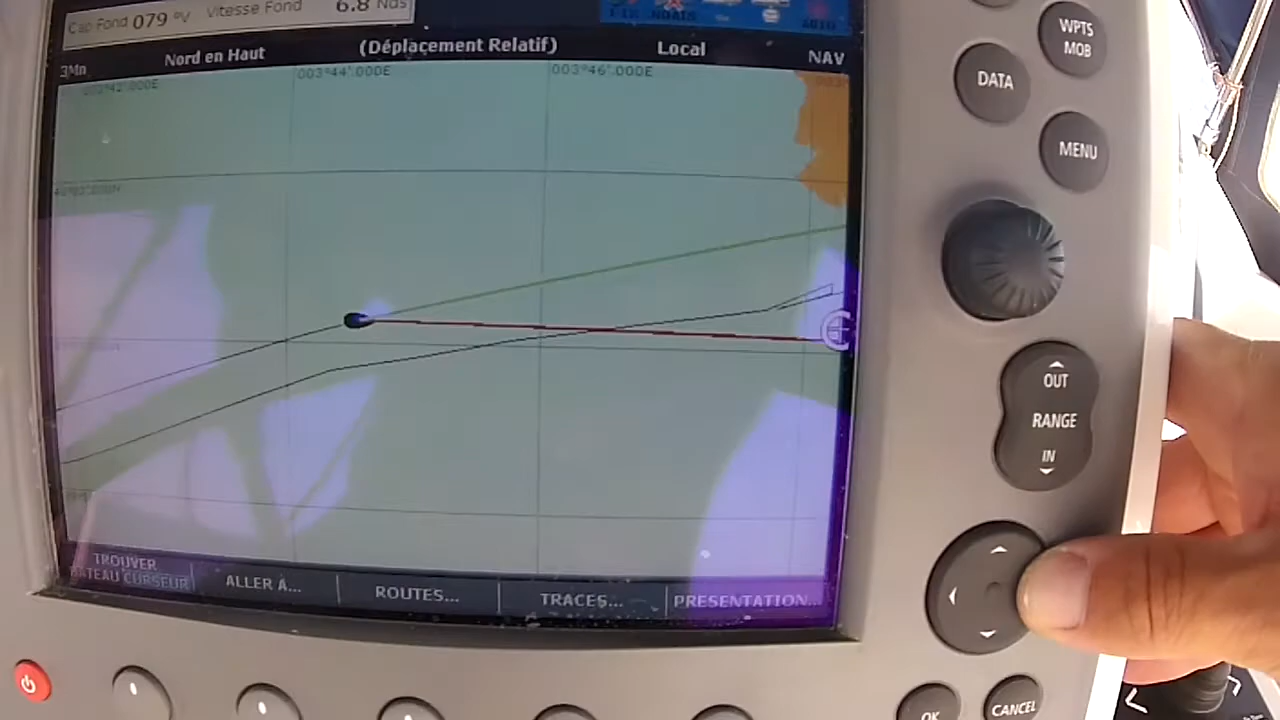 Cap Fond 079 °V Vitesse Fond 6.8 Nds
3Mn Nord en Haut (Déplacement Relatif) Local NAV
003°44'.000E 003°46'.000E
TROUVER
BATEAU CURSEUR
ALLER À... ROUTES... TRACES... PRESENTATION...
WPTS
MOB
DATA
MENU
OUT
RANGE
IN
OK
CANCEL